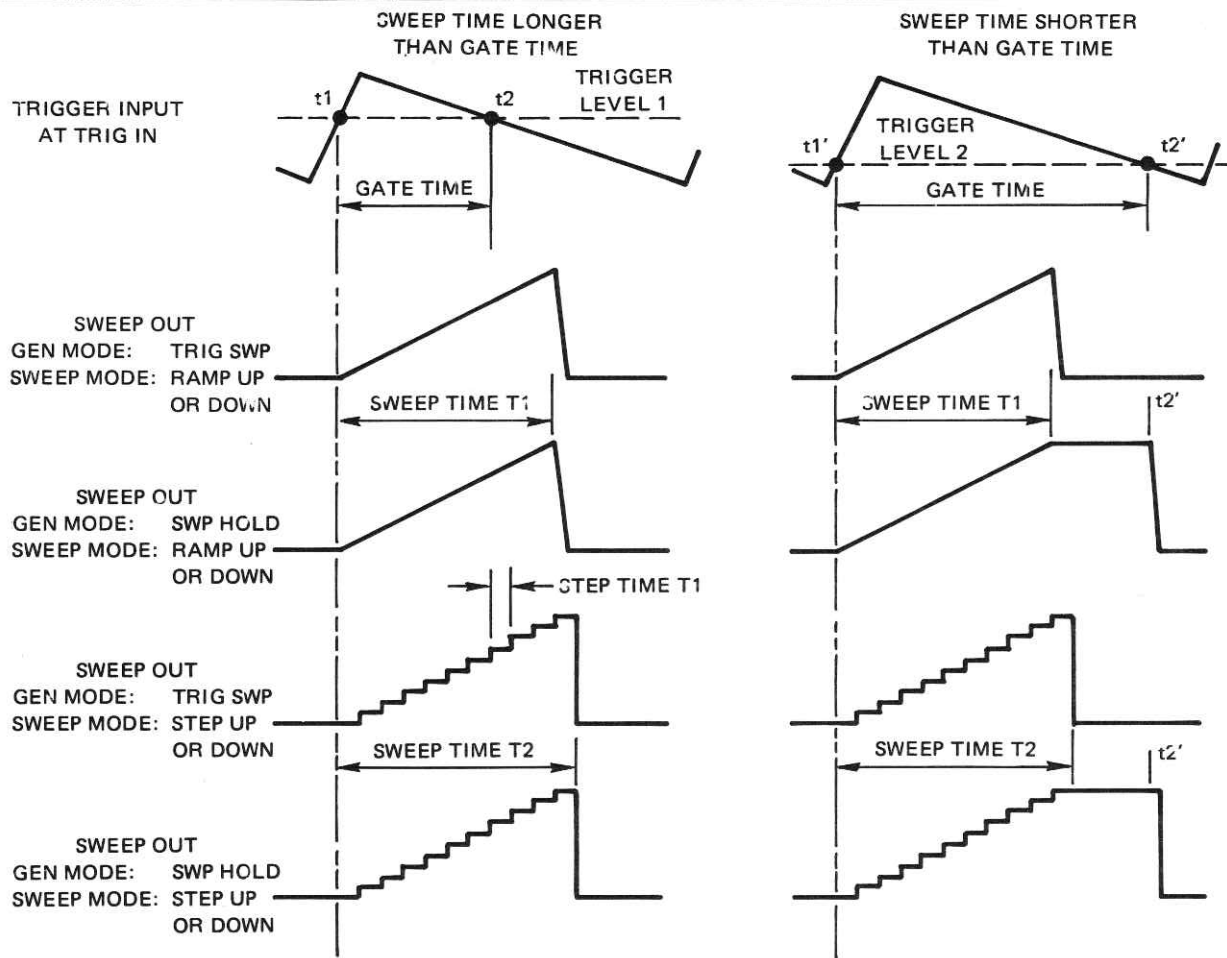 SWEEP TIME LONGER
THAN GATE TIME
SWEEP TIME SHORTER
THAN GATE TIME
TRIGGER INPUT
AT TRIG IN
t1
t2
TRIGGER
LEVEL 1
GATE TIME
t1'
TRIGGER
LEVEL 2
t2'
GATE TIME
SWEEP OUT
GEN MODE: TRIG SWP
SWEEP MODE: RAMP UP
OR DOWN
SWEEP TIME T1
SWEEP TIME T1
t2'
SWEEP OUT
GEN MODE: SWP HOLD
SWEEP MODE: RAMP UP
OR DOWN
STEP TIME T1
SWEEP OUT
GEN MODE: TRIG SWP
SWEEP MODE: STEP UP
OR DOWN
SWEEP TIME T2
SWEEP TIME T2
t2'
SWEEP OUT
GEN MODE: SWP HOLD
SWEEP MODE: STEP UP
OR DOWN